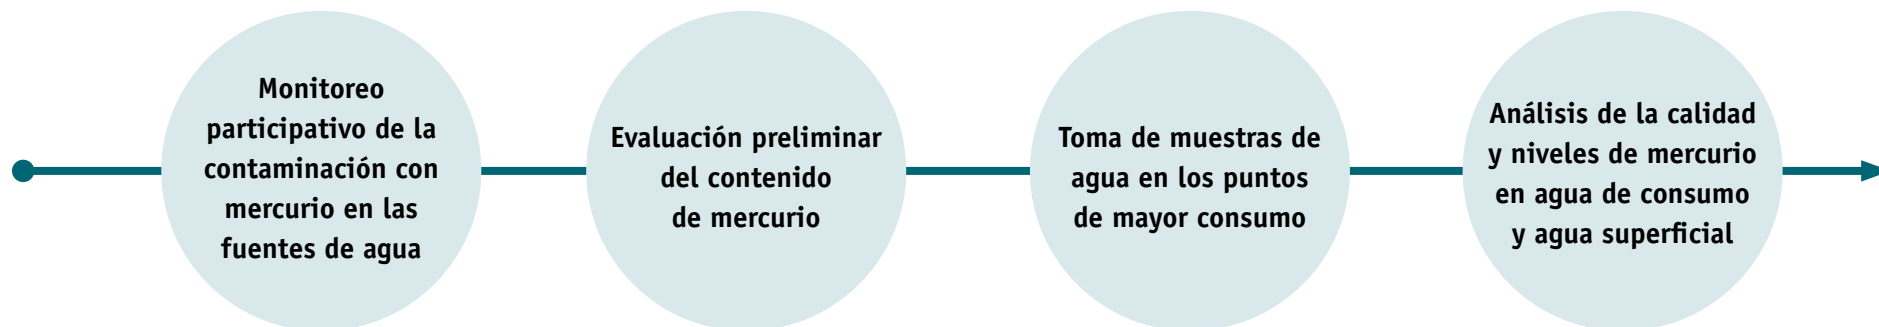 Monitoreo
participativo de la
contaminación con
mercurio en las
fuentes de agua
Evaluación preliminar
del contenido
de mercurio
Toma de muestras de
agua en los puntos
de mayor consumo
Análisis de la calidad
y niveles de mercurio
en agua de consumo
y agua superficial